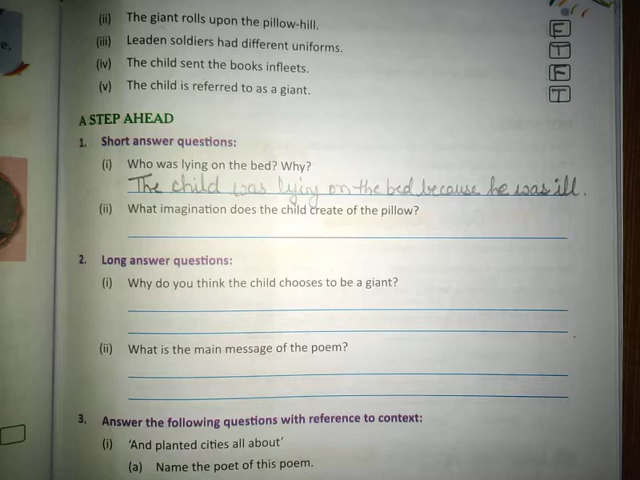 e,
(ii) The giant rolls upon the pillow-hill. F
(iii) Leaden soldiers had different uniforms. T
(iv) The child sent the books infleets. F
(v) The child is referred to as a giant. T
A STEP AHEAD
1. Short answer questions:
(i) Who was lying on the bed? Why?
The child was lying on the bed because he was ill.
(ii) What imagination does the child create of the pillow?
2. Long answer questions:
(i) Why do you think the child chooses to be a giant?
(ii) What is the main message of the poem?
3. Answer the following questions with reference to context:
(i) 'And planted cities all about'
(a) Name the poet of this poem.